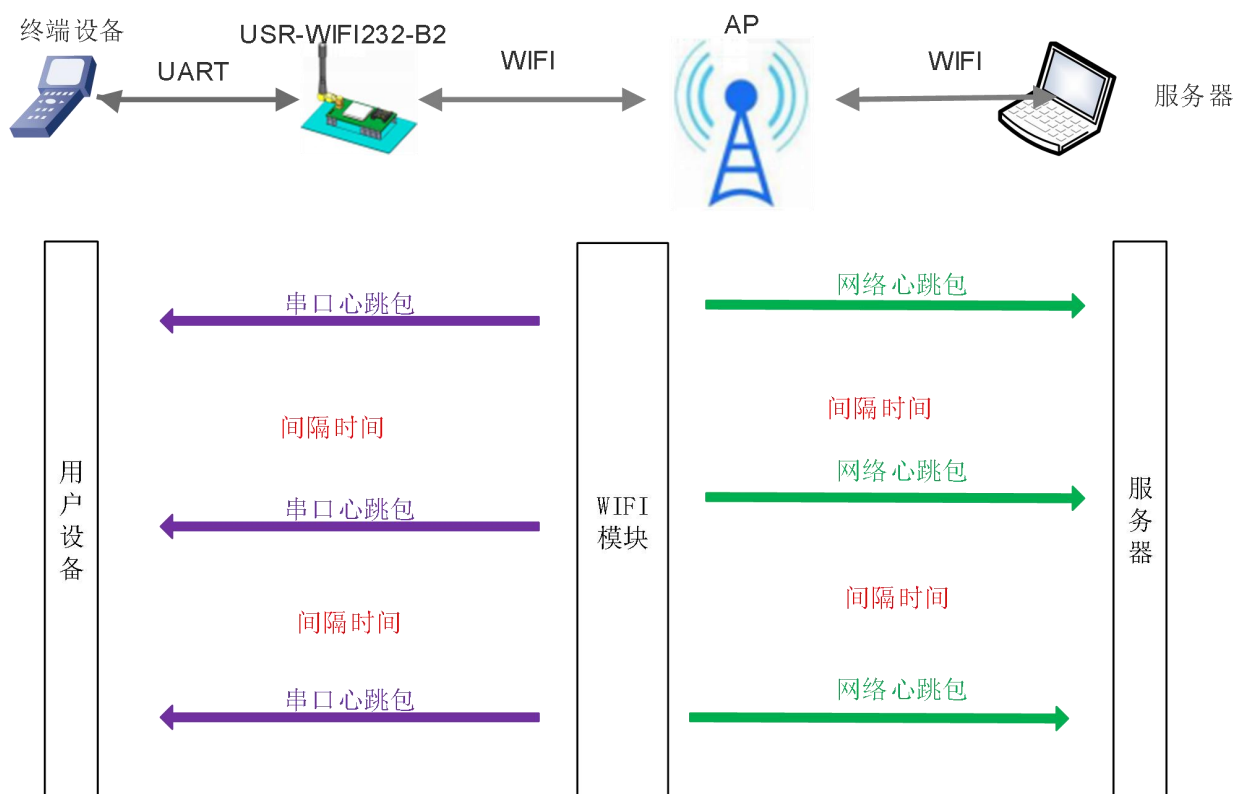 终端设备
USR-WIFI232-B2
AP
UART
WIFI
WIFI
服务器
网络心跳包
串口心跳包
间隔时间
间隔时间
网络心跳包
串口心跳包
用户设备
WIFI
模块
服务器
间隔时间
间隔时间
网络心跳包
串口心跳包